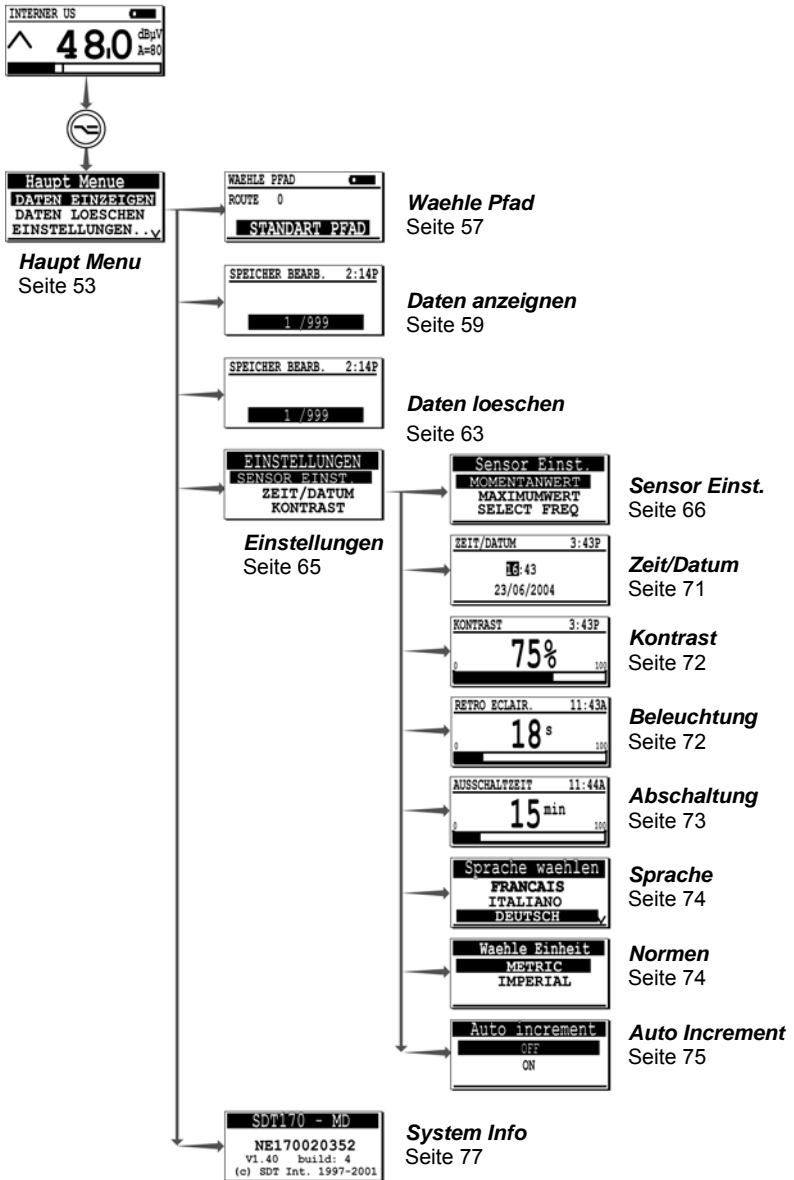 INTERNER US
48,0 dBµV
A=80
Haupt Menue
DATEN EINZEIGEN
DATEN LOESCHEN
EINSTELLUNGEN..
Haupt Menu
Seite 53
WAEHLE PFAD
ROUTE 0
STANDART PFAD
Waehle Pfad
Seite 57
SPEICHER BEARB. 2:14P
1 /999
Daten anzeignen
Seite 59
SPEICHER BEARB. 2:14P
1 /999
Daten loeschen
Seite 63
EINSTELLUNGEN
SENSOR EINST.
ZEIT/DATUM
KONTRAST
Einstellungen
Seite 65
Sensor Einst.
MOMENTANWERT
MAXIMUMWERT
SELECT FREQ
Sensor Einst.
Seite 66
ZEIT/DATUM 3:43P
16:43
23/06/2004
Zeit/Datum
Seite 71
KONTRAST 3:43P
75%
0 100
Kontrast
Seite 72
RETRO ECLAIR. 11:43A
18 s
0 100
Beleuchtung
Seite 72
AUSSCHALTZEIT 11:44A
15 min
0 100
Abschaltung
Seite 73
Sprache waehlen
FRANCAIS
ITALIANO
DEUTSCH
Sprache
Seite 74
Waehle Einheit
METRIC
IMPERIAL
Normen
Seite 74
Auto increment
OFF
ON
Auto Increment
Seite 75
SDT170 - MD
NE170020352
V1.40 build: 4
(c) SDT Int. 1997-2001
System Info
Seite 77